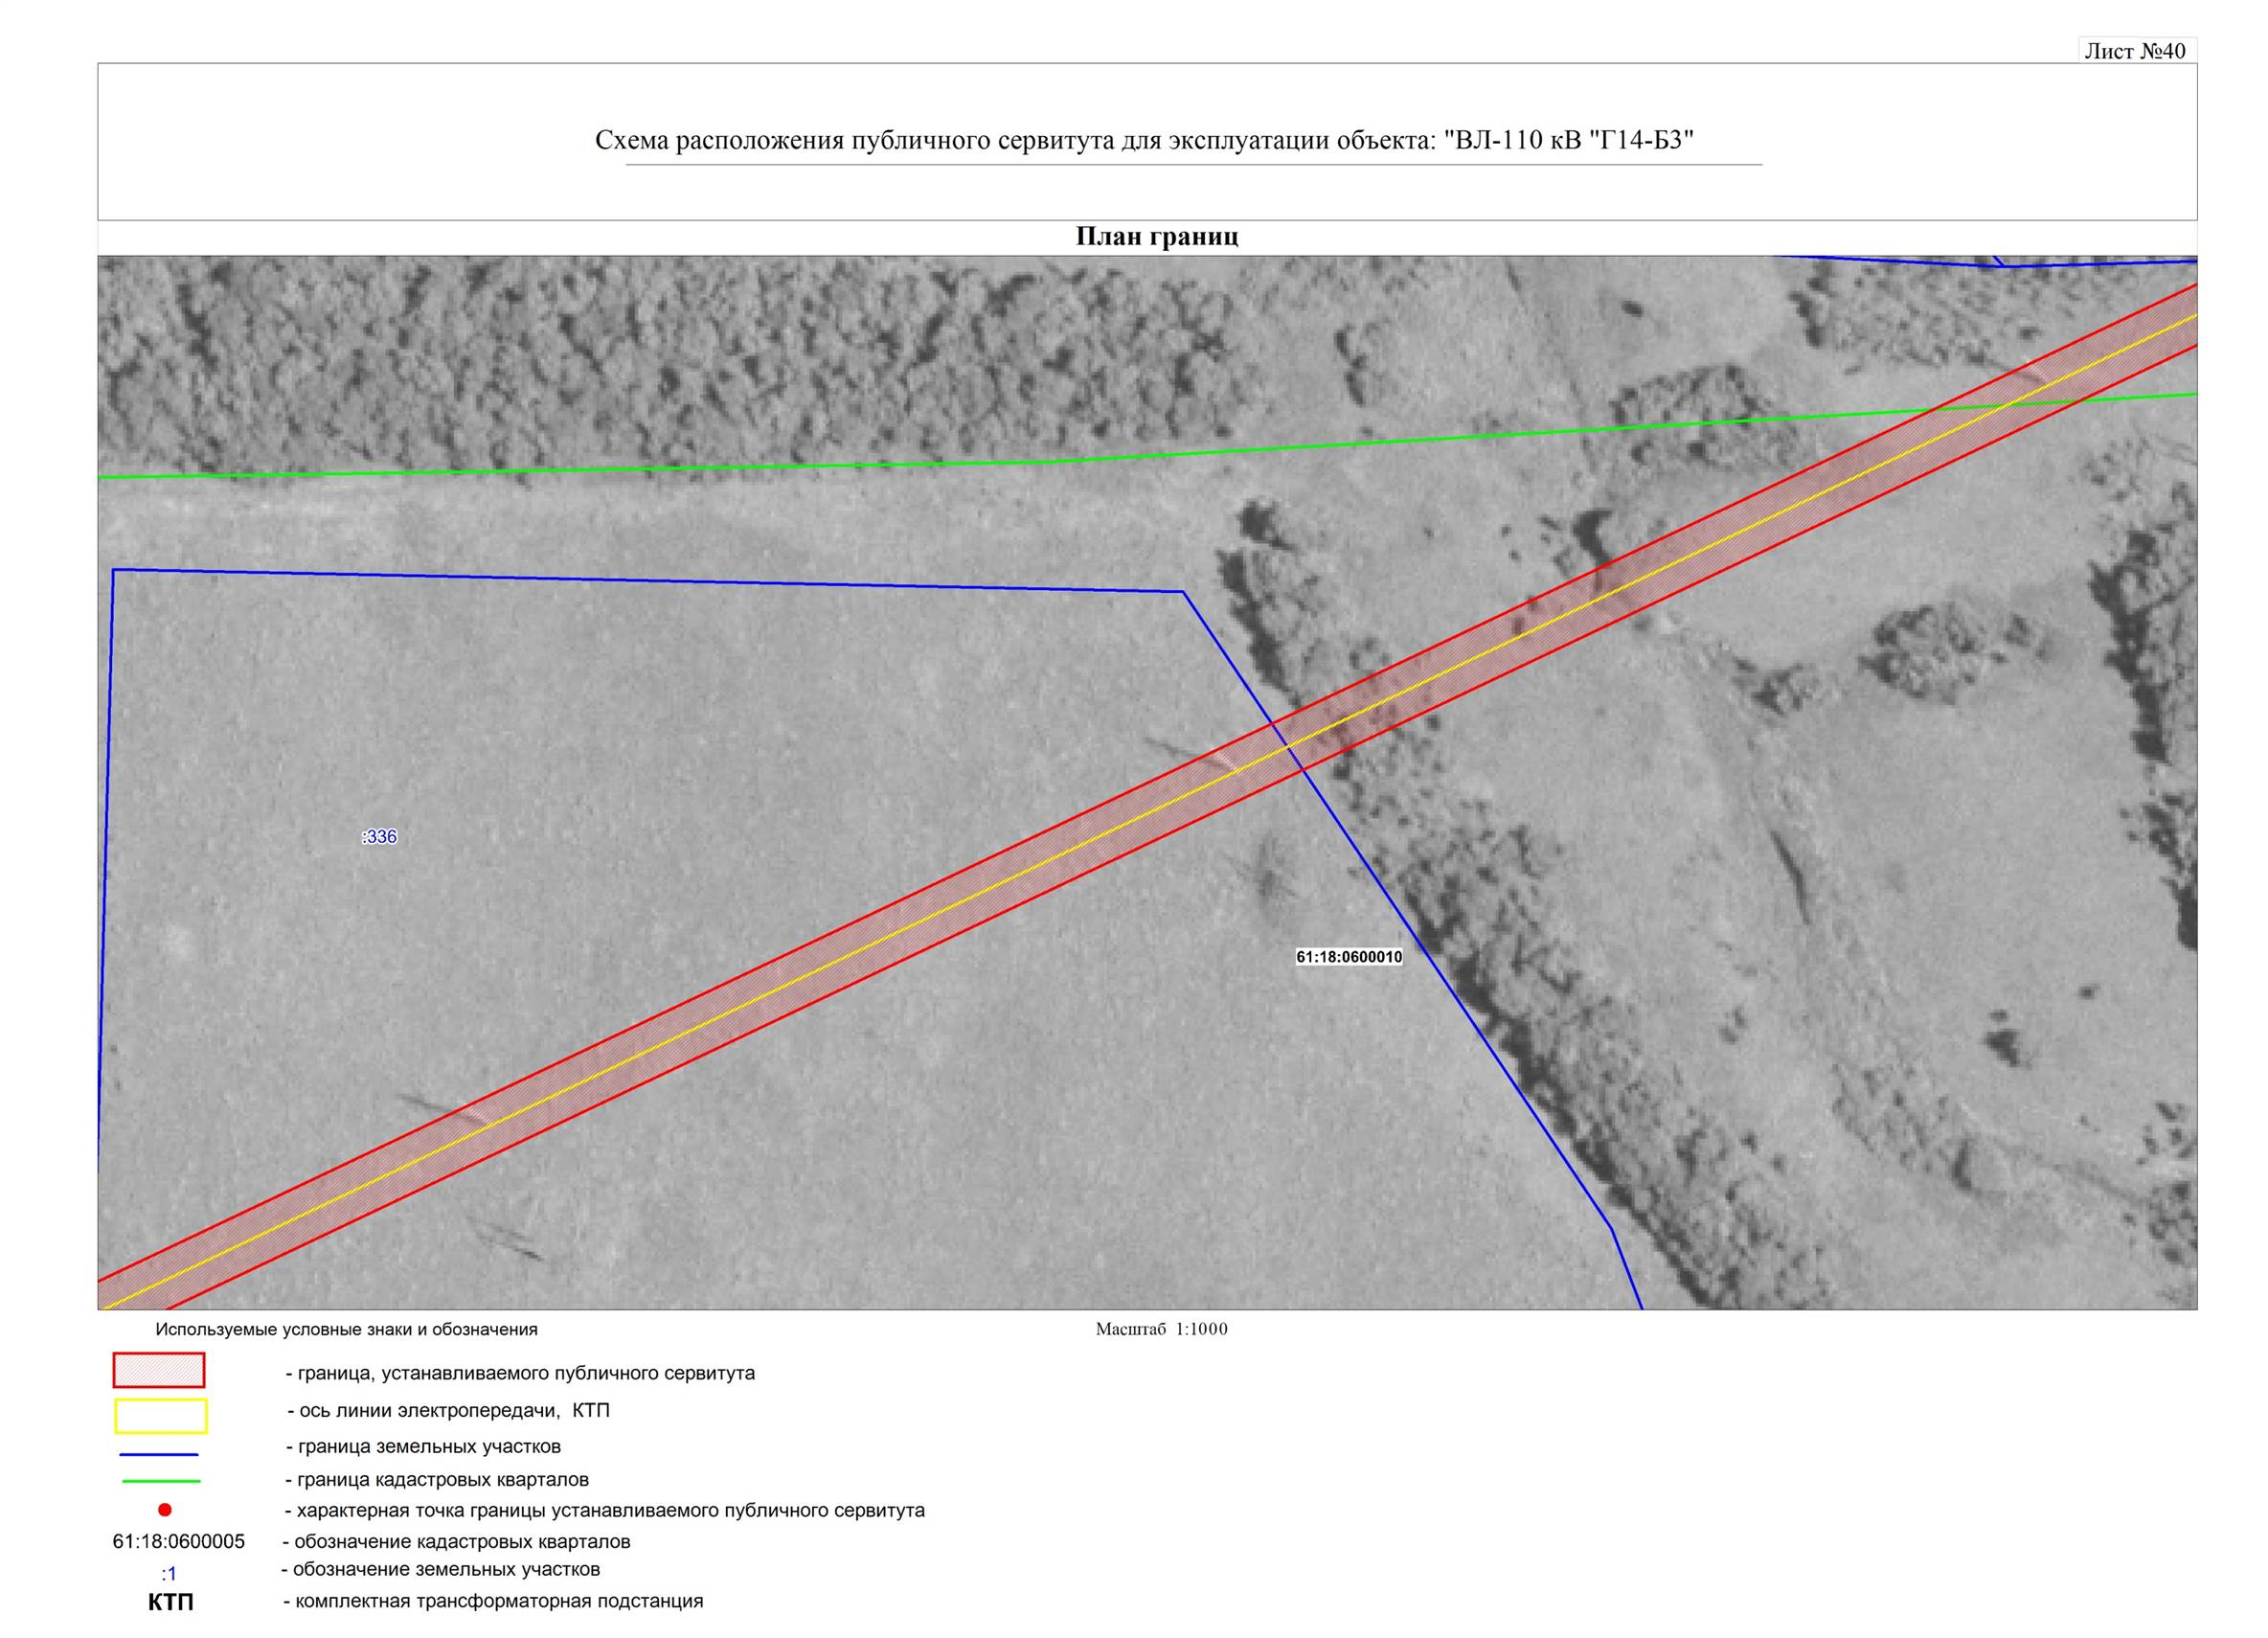 Лист №40
Схема расположения публичного сервитута для эксплуатации объекта: "ВЛ-110 кВ "Г14-Б3"
План границ
:336
61:18:0600010
Используемые условные знаки и обозначения
Масштаб 1:1000
- граница, устанавливаемого публичного сервитута
- ось линии электропередачи, КТП
- граница земельных участков
- граница кадастровых кварталов
- характерная точка границы устанавливаемого публичного сервитута
61:18:0600005 - обозначение кадастровых кварталов
:1 - обозначение земельных участков
КТП - комплектная трансформаторная подстанция